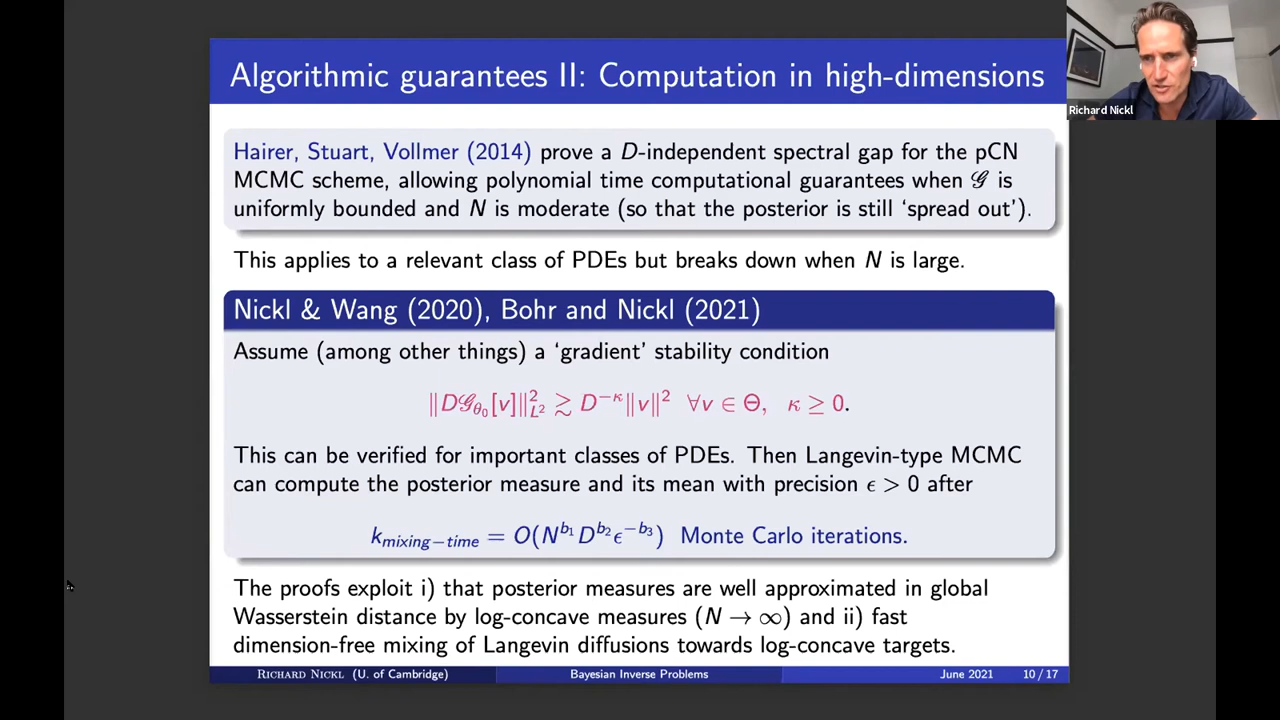 Algorithmic guarantees II: Computation in high-dimensions
Richard Nickl
Hairer, Stuart, Vollmer (2014) prove a D-independent spectral gap for the pCN
MCMC scheme, allowing polynomial time computational guarantees when 𝒢 is
uniformly bounded and N is moderate (so that the posterior is still ‘spread out’).
This applies to a relevant class of PDEs but breaks down when N is large.
Nickl & Wang (2020), Bohr and Nickl (2021)
Assume (among other things) a ‘gradient’ stability condition
‖D𝒢_{θ₀}[v]‖²_{L²} ≳ D^{−κ}‖v‖² ∀v ∈ Θ, κ ≥ 0.
This can be verified for important classes of PDEs. Then Langevin-type MCMC
can compute the posterior measure and its mean with precision ϵ > 0 after
k_{mixing−time} = O(N^{b₁}D^{b₂}ϵ^{−b₃}) Monte Carlo iterations.
The proofs exploit i) that posterior measures are well approximated in global
Wasserstein distance by log-concave measures (N → ∞) and ii) fast
dimension-free mixing of Langevin diffusions towards log-concave targets.
Richard Nickl (U. of Cambridge) Bayesian Inverse Problems June 2021 10 / 17